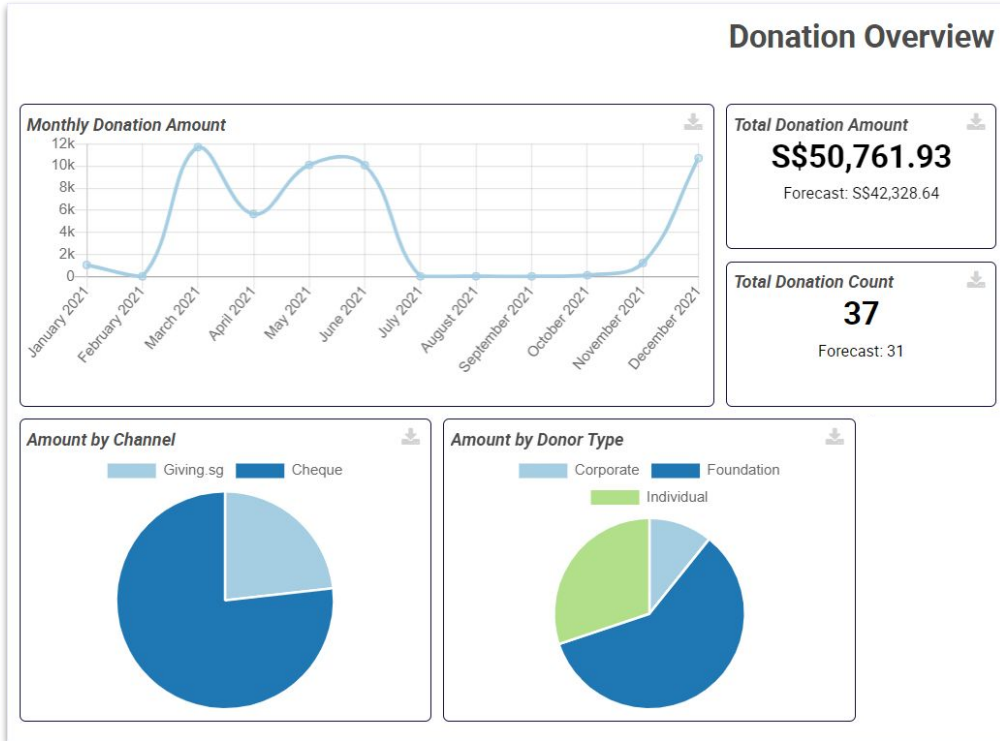 Donation Overview
Monthly Donation Amount
12k
10k
8k
6k
4k
2k
0
January 2021
February 2021
March 2021
April 2021
May 2021
June 2021
July 2021
August 2021
September 2021
October 2021
November 2021
December 2021
Total Donation Amount
S$50,761.93
Forecast: S$42,328.64
Total Donation Count
37
Forecast: 31
Amount by Channel
Giving.sg Cheque
Amount by Donor Type
Corporate Foundation
Individual